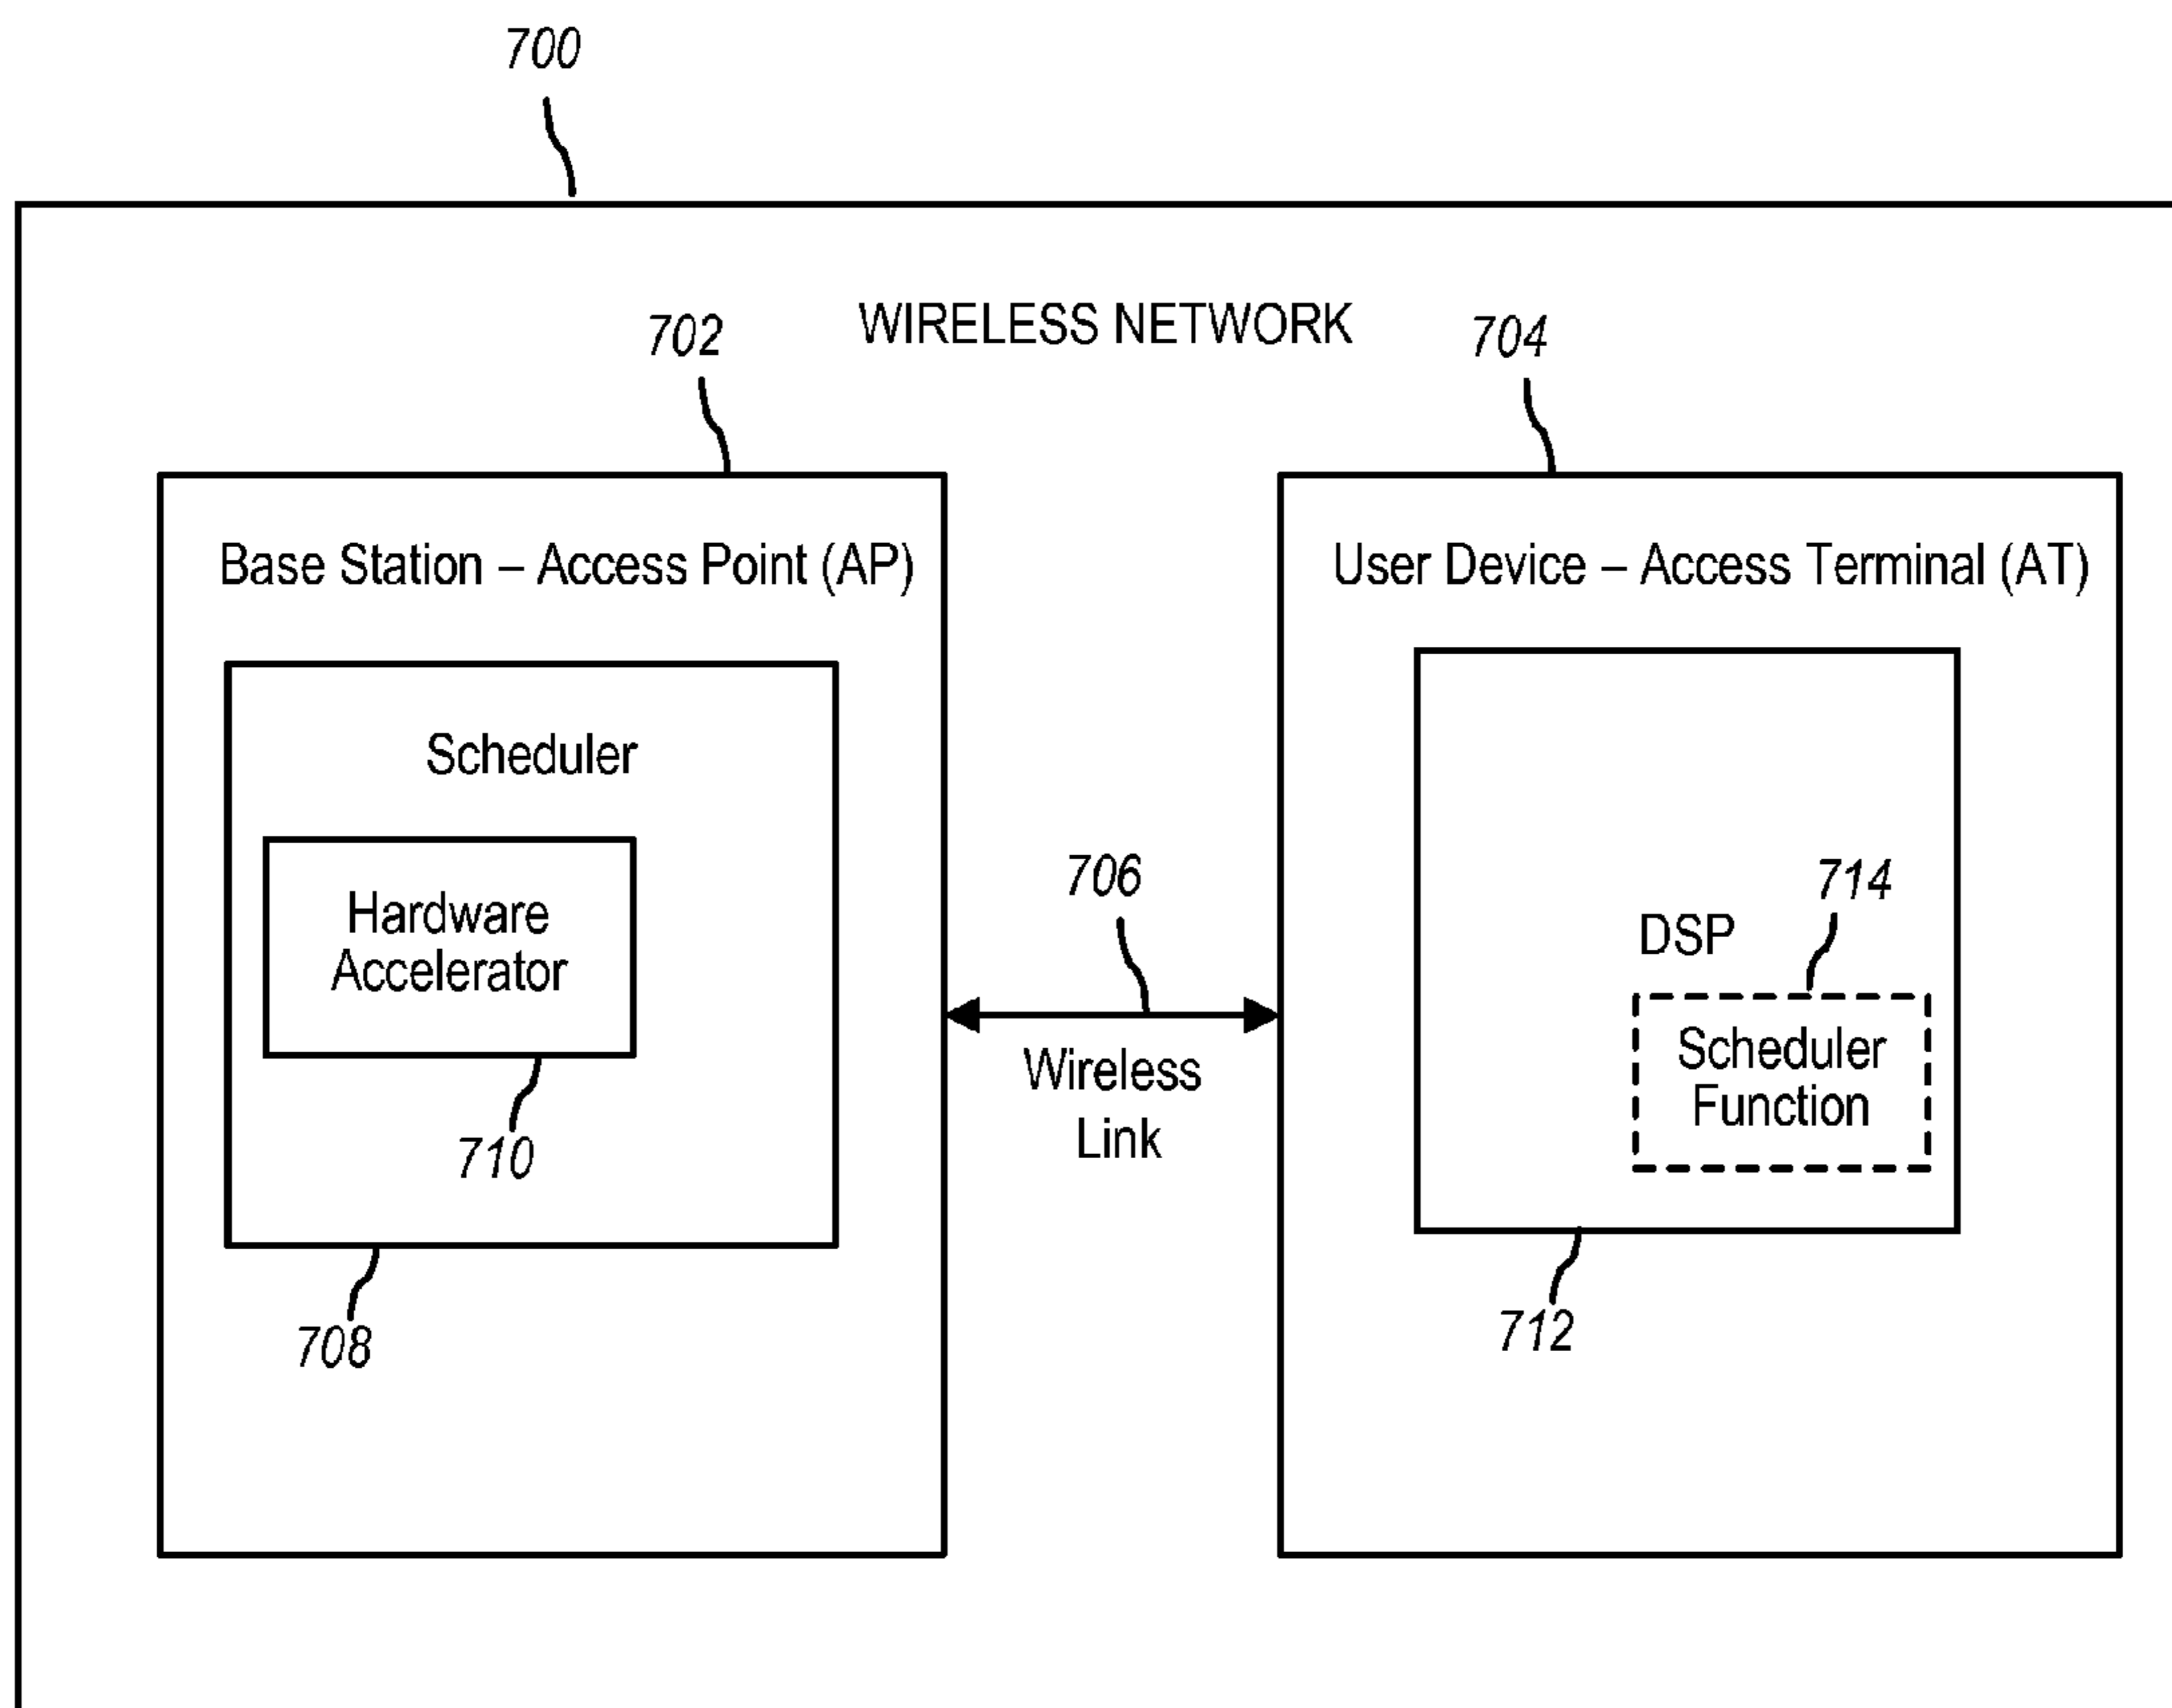 700
WIRELESS NETWORK
702
704
Base Station – Access Point (AP)
User Device – Access Terminal (AT)
Scheduler
Hardware
Accelerator
710
708
706
Wireless
Link
DSP
714
Scheduler
Function
712